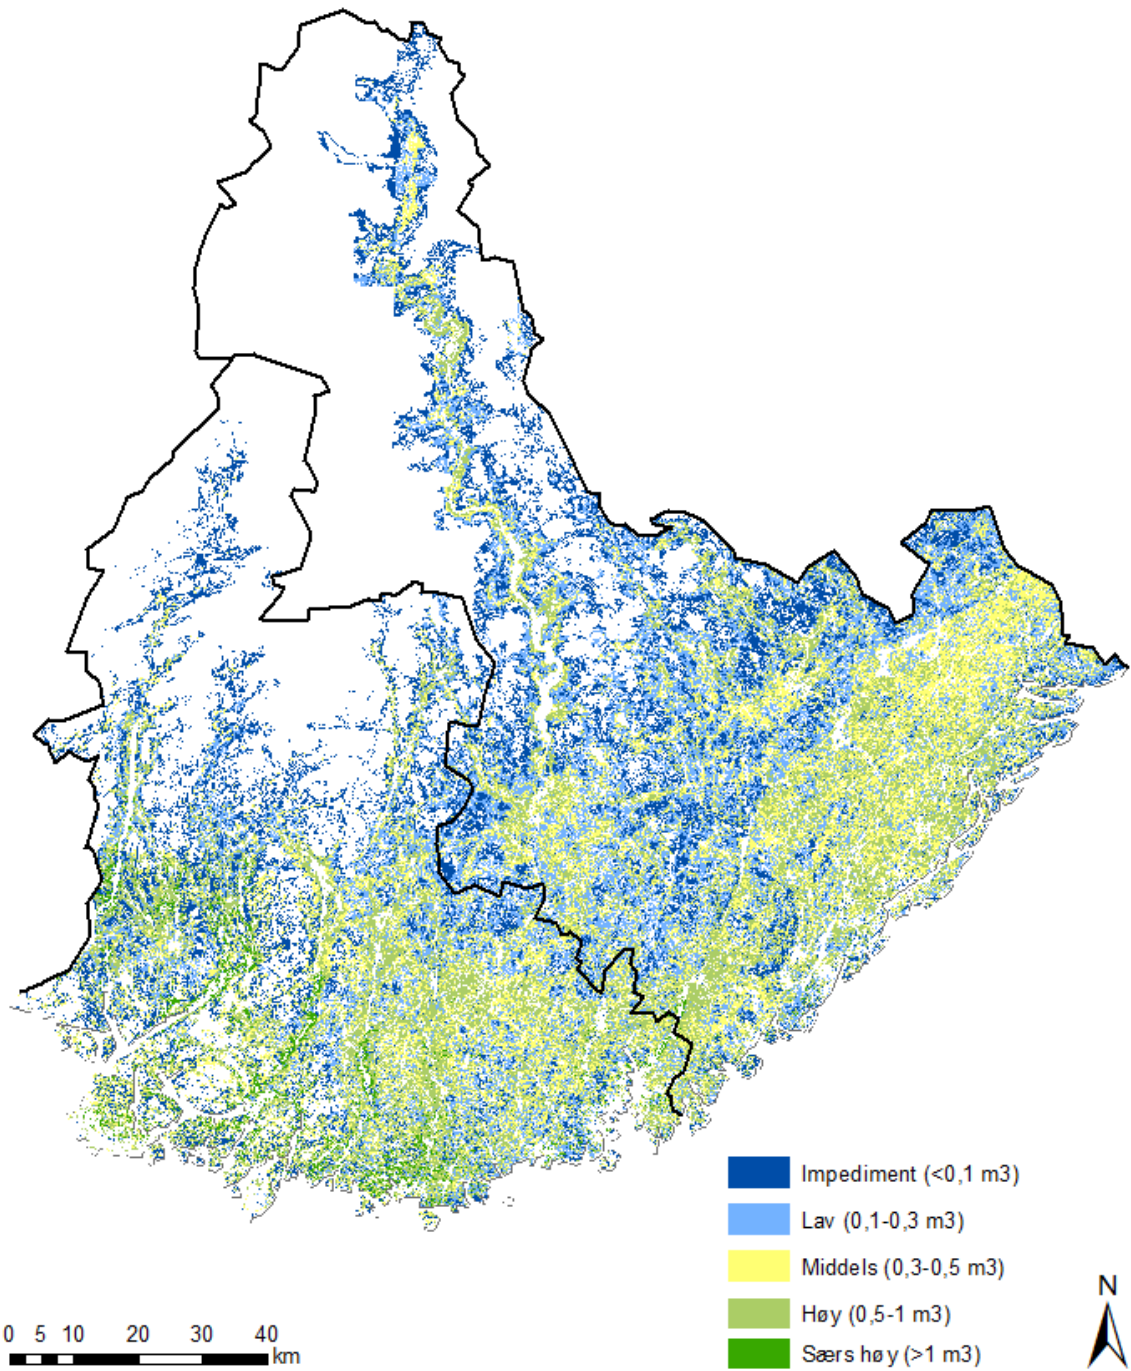 Impediment (<0,1 m3)
Lav (0,1-0,3 m3)
Middels (0,3-0,5 m3)
Høy (0,5-1 m3)
Særs høy (>1 m3)
N
0 5 10 20 30 40
km